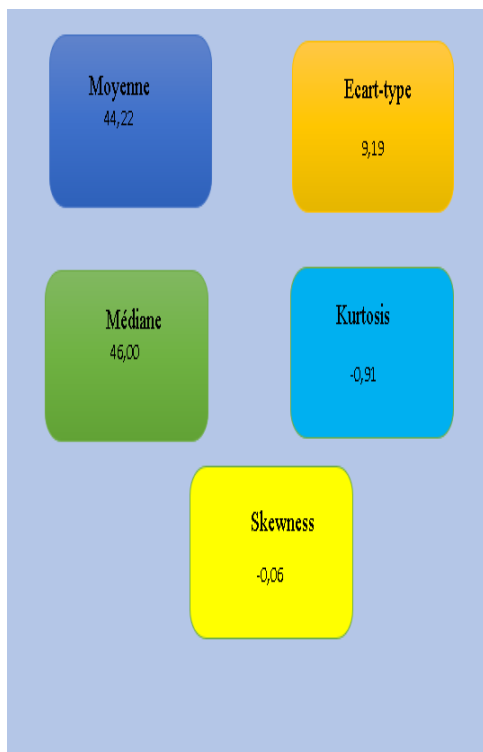 Moyenne
44,22
Ecart-type
9,19
Médiane
46,00
Kurtosis
-0,91
Skewness
-0,06